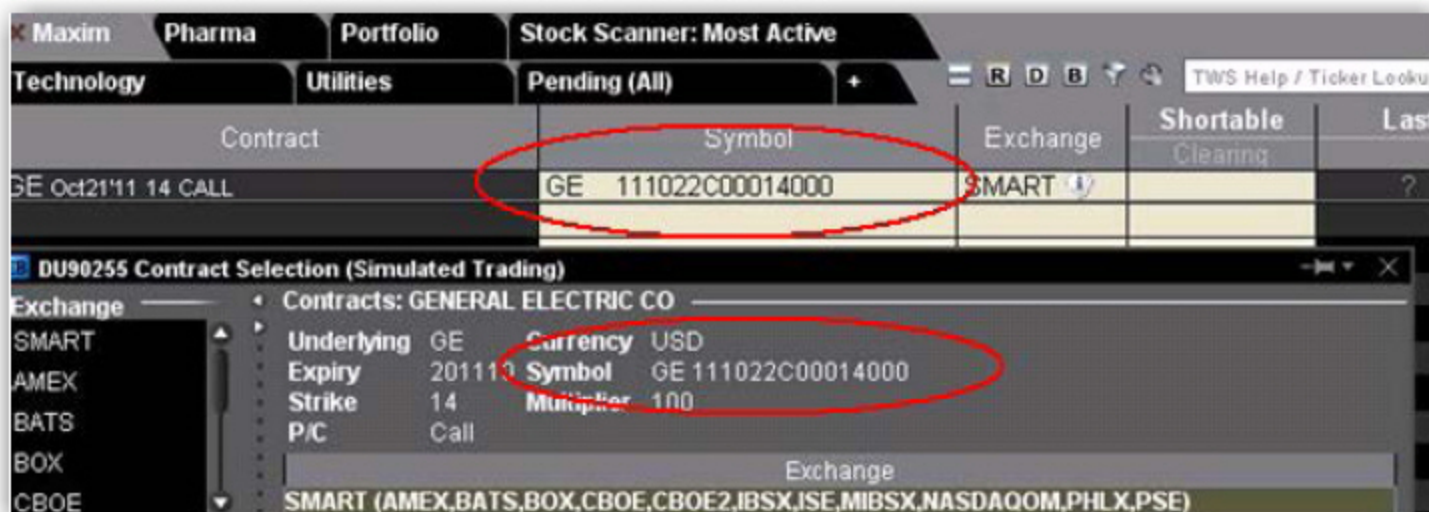 Maxim Pharma Portfolio Stock Scanner: Most Active
Technology Utilities Pending (All) + R D B TWS Help / Ticker
Contract Symbol Exchange Shortable
Clearing
GE Oct21'11 14 CALL GE 111022C00014000 SMART ?
DU90255 Contract Selection (Simulated Trading)
Exchange Contracts: GENERAL ELECTRIC CO
SMART Underlying GE Currency USD
AMEX Expiry 201110 Symbol GE 111022C00014000
BATS Strike 14 Multiplier 100
P/C Call
BOX Exchange
CBOE SMART (AMEX,BATS,BOX,CBOE,CBOE2,IBSX,ISE,MIBSX,NASDAQOM,PHLX,PSE)